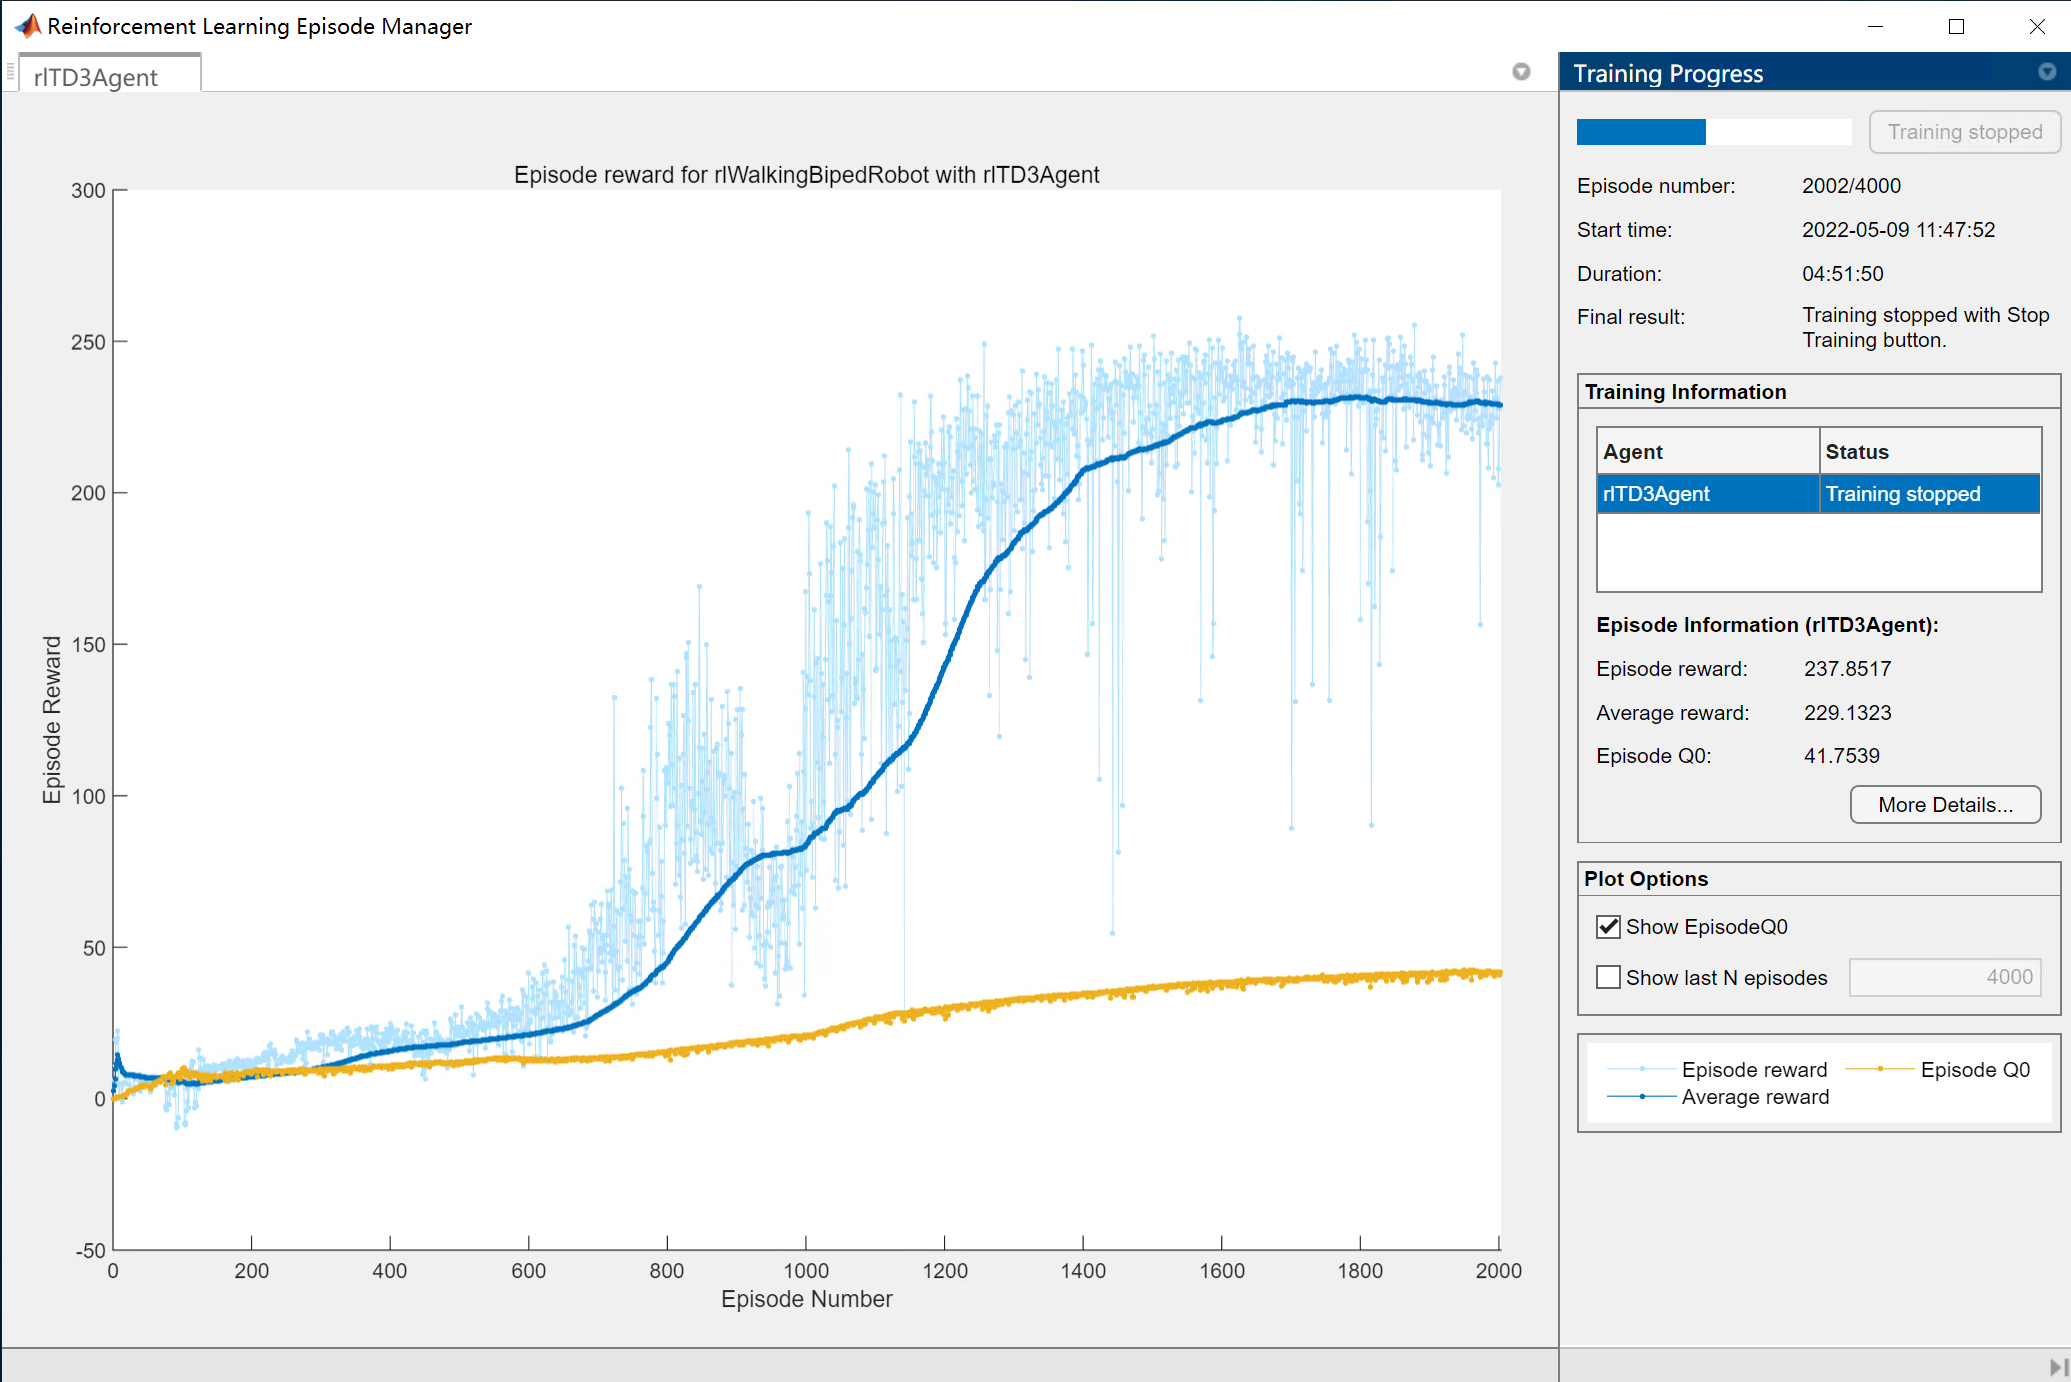 Reinforcement Learning Episode Manager
rlTD3Agent
Episode reward for rlWalkingBipedRobot with rlTD3Agent
300
250
200
150
100
50
0
-50
Episode Reward
0 200 400 600 800 1000 1200 1400 1600 1800 2000
Episode Number
Training Progress
Training stopped
Episode number: 2002/4000
Start time: 2022-05-09 11:47:52
Duration: 04:51:50
Final result: Training stopped with Stop
Training button.
Training Information
Agent Status
rlTD3Agent Training stopped
Episode Information (rlTD3Agent):
Episode reward: 237.8517
Average reward: 229.1323
Episode Q0: 41.7539
More Details...
Plot Options
Show EpisodeQ0
Show last N episodes 4000
Episode reward Episode Q0
Average reward